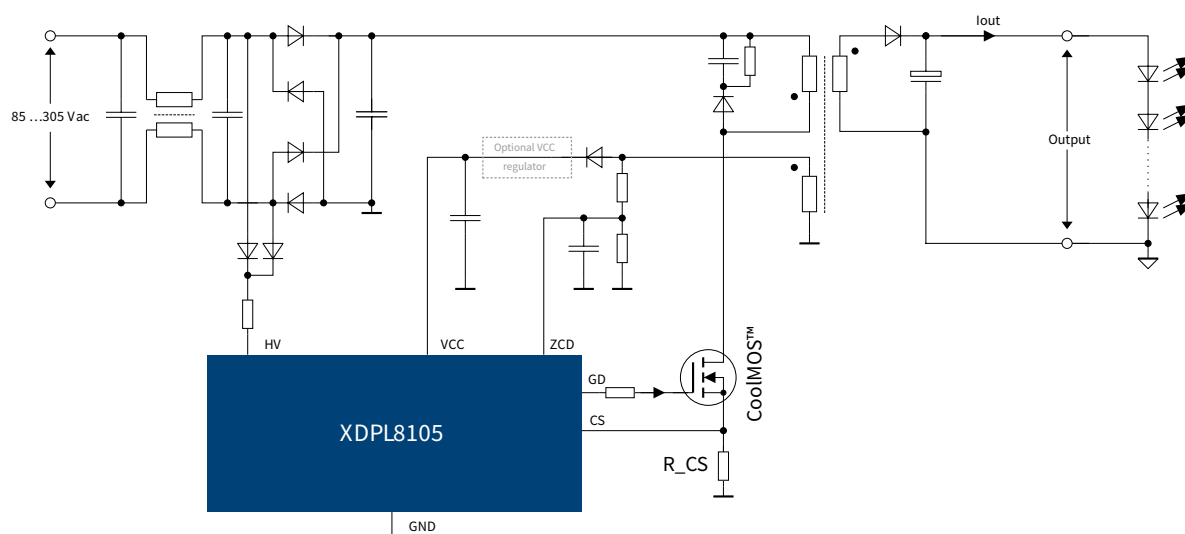 Iout
85 ...305 Vac
Optional VCC
regulator
Output
HV
VCC
ZCD
GD
CoolMOS™
CS
XDPL8105
R_CS
GND